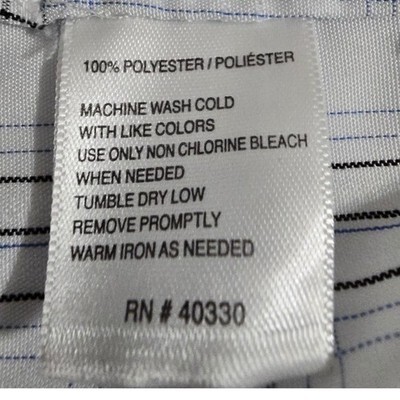 100% POLYESTER / POLIÉSTER
MACHINE WASH COLD
WITH LIKE COLORS
USE ONLY NON CHLORINE BLEACH
WHEN NEEDED
TUMBLE DRY LOW
REMOVE PROMPTLY
WARM IRON AS NEEDED
RN # 40330